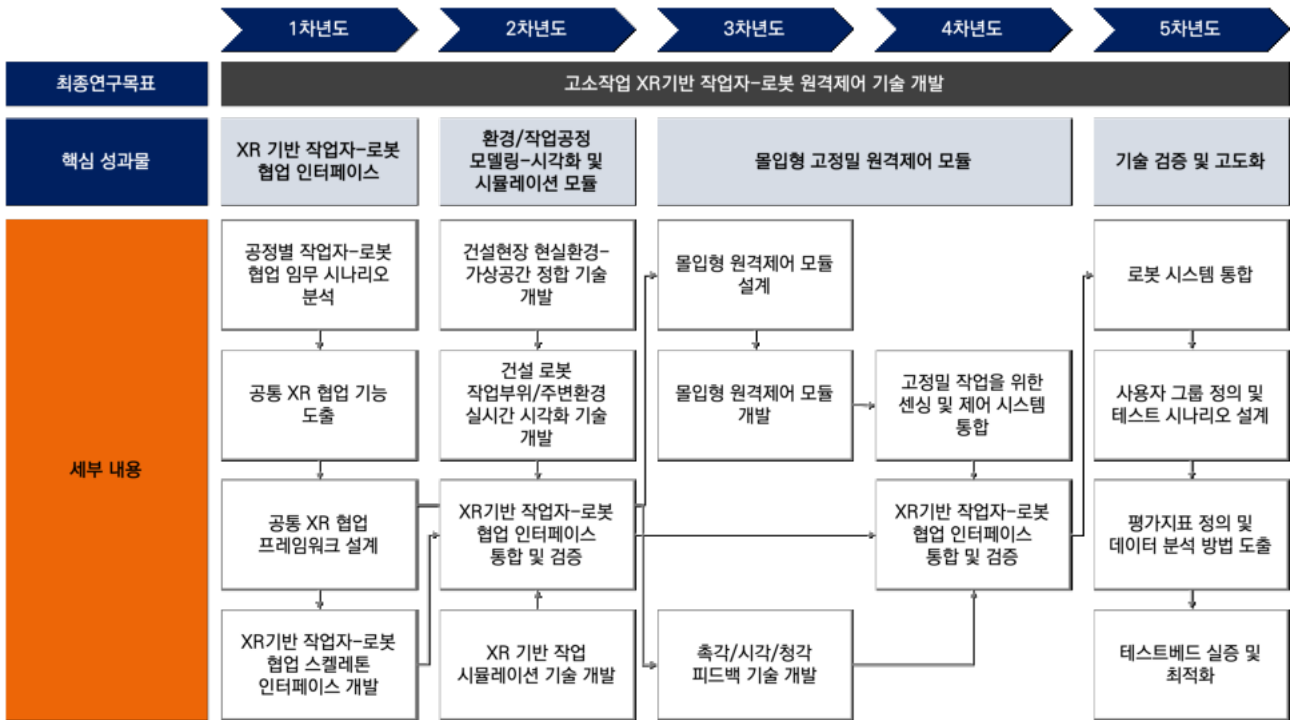 1차년도
2차년도
3차년도
4차년도
5차년도
최종연구목표
고소작업 XR기반 작업자-로봇 원격제어 기술 개발
핵심 성과물
XR 기반 작업자-로봇
협업 인터페이스
환경/작업공정
모델링-시각화 및
시뮬레이션 모듈
몰입형 고정밀 원격제어 모듈
기술 검증 및 고도화
세부 내용
공정별 작업자-로봇
협업 임무 시나리오
분석
공통 XR 협업 기능
도출
공통 XR 협업
프레임워크 설계
XR기반 작업자-로봇
협업 스켈레톤
인터페이스 개발
건설현장 현실환경-
가상공간 정합 기술
개발
건설 로봇
작업부위/주변환경
실시간 시각화 기술
개발
XR기반 작업자-로봇
협업 인터페이스
통합 및 검증
XR 기반 작업
시뮬레이션 기술 개발
몰입형 원격제어 모듈
설계
몰입형 원격제어 모듈
개발
촉각/시각/청각
피드백 기술 개발
고정밀 작업을 위한
센싱 및 제어 시스템
통합
XR기반 작업자-로봇
협업 인터페이스
통합 및 검증
로봇 시스템 통합
사용자 그룹 정의 및
테스트 시나리오 설계
평가지표 정의 및
데이터 분석 방법 도출
테스트베드 실증 및
최적화